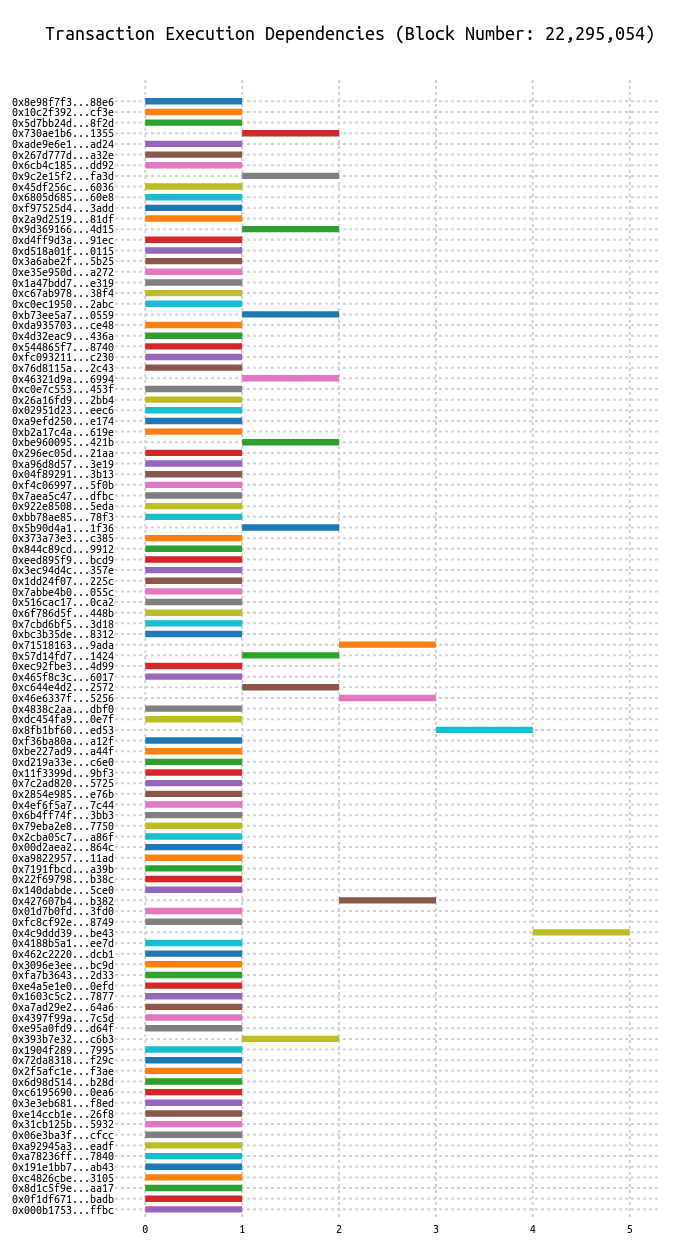 Transaction Execution Dependencies (Block Number: 22,295,054)
0x8e98f7f3...88e6
0x10c2f392...cf3e
0x5d7bb24d...8f2d
0x730ae1b6...1355
0xade9e6e1...ad24
0x267d777d...a32e
0x6cb4c185...dd92
0x9c2e15f2...fa3d
0x45df256c...6036
0x6805d685...60e8
0xf97525d4...3add
0x2a9d2519...81df
0x9d369166...4d15
0xd4ff9d3a...91ec
0xd518a01f...0115
0x3a6abe2f...5b25
0xe35e950d...a272
0x1a47bdd7...e319
0xc67ab978...38f4
0xc0ec1950...2abc
0xb73ee5a7...0559
0xda935703...ce48
0x4d32eac9...436a
0x544865f7...8740
0xfc093211...c230
0x76d8115a...2c43
0x46321d9a...6994
0xc0e7c553...453f
0x26a16fd9...2bb4
0x02951d23...eec6
0xa9efd250...e174
0xb2a17c4a...619e
0xbe960095...421b
0x296ec05d...21aa
0xa96d8d57...3e19
0x04f89291...3b13
0xf4c06997...5f0b
0x7aea5c47...dfbc
0x922e8508...5eda
0xbb78ae85...78f3
0x5b90d4a1...1f36
0x373a73e3...c385
0x844c89cd...9912
0xeed895f9...bcd9
0x3ec94d4c...357e
0x1dd24f07...225c
0x7abbe4b0...055c
0x516cac17...0ca2
0x6f786d5f...448b
0x7cbd6bf5...3d18
0xbc3b35de...8312
0x71518163...9ada
0x57d14fd7...1424
0xec92fbe3...4d99
0x465f8c3c...6017
0xc644e4d2...2572
0x46e6337f...5256
0x4838c2aa...dbf0
0xdc454fa9...0e7f
0x8fb1bf60...ed53
0xf36ba80a...a12f
0xbe227ad9...a44f
0xd219a33e...c6e0
0x11f3399d...9bf3
0x7c2ad820...5725
0x2854e985...e76b
0x4ef6f5a7...7c44
0x6b4ff74f...3bb3
0x79eba2e8...7750
0x2cba05c7...a86f
0x00d2aea2...864c
0xa9822957...11ad
0x7191fbcd...a39b
0x22f69798...b38c
0x140dabde...5ce0
0x427607b4...b382
0x01d7b0fd...3fd0
0xfc8cf92e...8749
0x4c9ddd39...be43
0x4188b5a1...ee7d
0x462c2220...dcb1
0x3096e3ee...bc9d
0xfa7b3643...2d33
0xe4a5e1e0...0efd
0x1603c5c2...7877
0xa7ad29e2...64a6
0x4397f99a...7c5d
0xe95a0fd9...d64f
0x393b7e32...c6b3
0x1904f289...7995
0x72da8318...f29c
0x2f5afc1e...f3ae
0x6d98d514...b28d
0xc6195690...0ea6
0x3e3eb681...f8ed
0xe14ccb1e...26f8
0x31cb125b...5932
0x06e3ba3f...cfcc
0xa92945a3...eadf
0xa78236ff...7840
0x191e1bb7...ab43
0xc4826cbe...3105
0x8d1c5f9e...aa17
0x0f1df671...badb
0x000b1753...ffbc
0 1 2 3 4 5